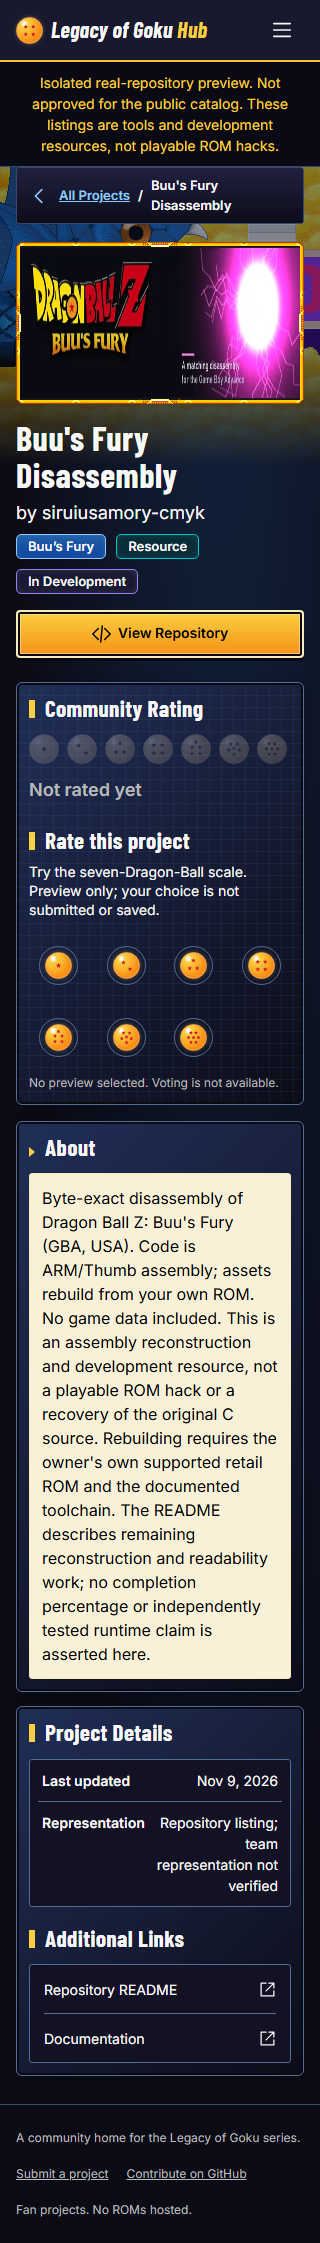 Legacy of Goku Hub
Isolated real-repository preview. Not
approved for the public catalog. These
listings are tools and development
resources, not playable ROM hacks.
All Projects / Buu's Fury
Disassembly
DRAGON BALL Z
BUU'S FURY
A matching disassembly
for the Game Boy Advance
Buu's Fury
Disassembly
by siruiusamory-cmyk
Buu's Fury
Resource
In Development
View Repository
Community Rating
Not rated yet
Rate this project
Try the seven-Dragon-Ball scale.
Preview only; your choice is not
submitted or saved.
No preview selected. Voting is not available.
About
Byte-exact disassembly of
Dragon Ball Z: Buu's Fury
(GBA, USA). Code is
ARM/Thumb assembly; assets
rebuild from your own ROM.
No game data included. This is
an assembly reconstruction
and development resource, not
a playable ROM hack or a
recovery of the original C
source. Rebuilding requires the
owner's own supported retail
ROM and the documented
toolchain. The README
describes remaining
reconstruction and readability
work; no completion
percentage or independently
tested runtime claim is
asserted here.
Project Details
Last updated Nov 9, 2026
Representation Repository listing;
team
representation not
verified
Additional Links
Repository README
Documentation
A community home for the Legacy of Goku series.
Submit a project Contribute on GitHub
Fan projects. No ROMs hosted.